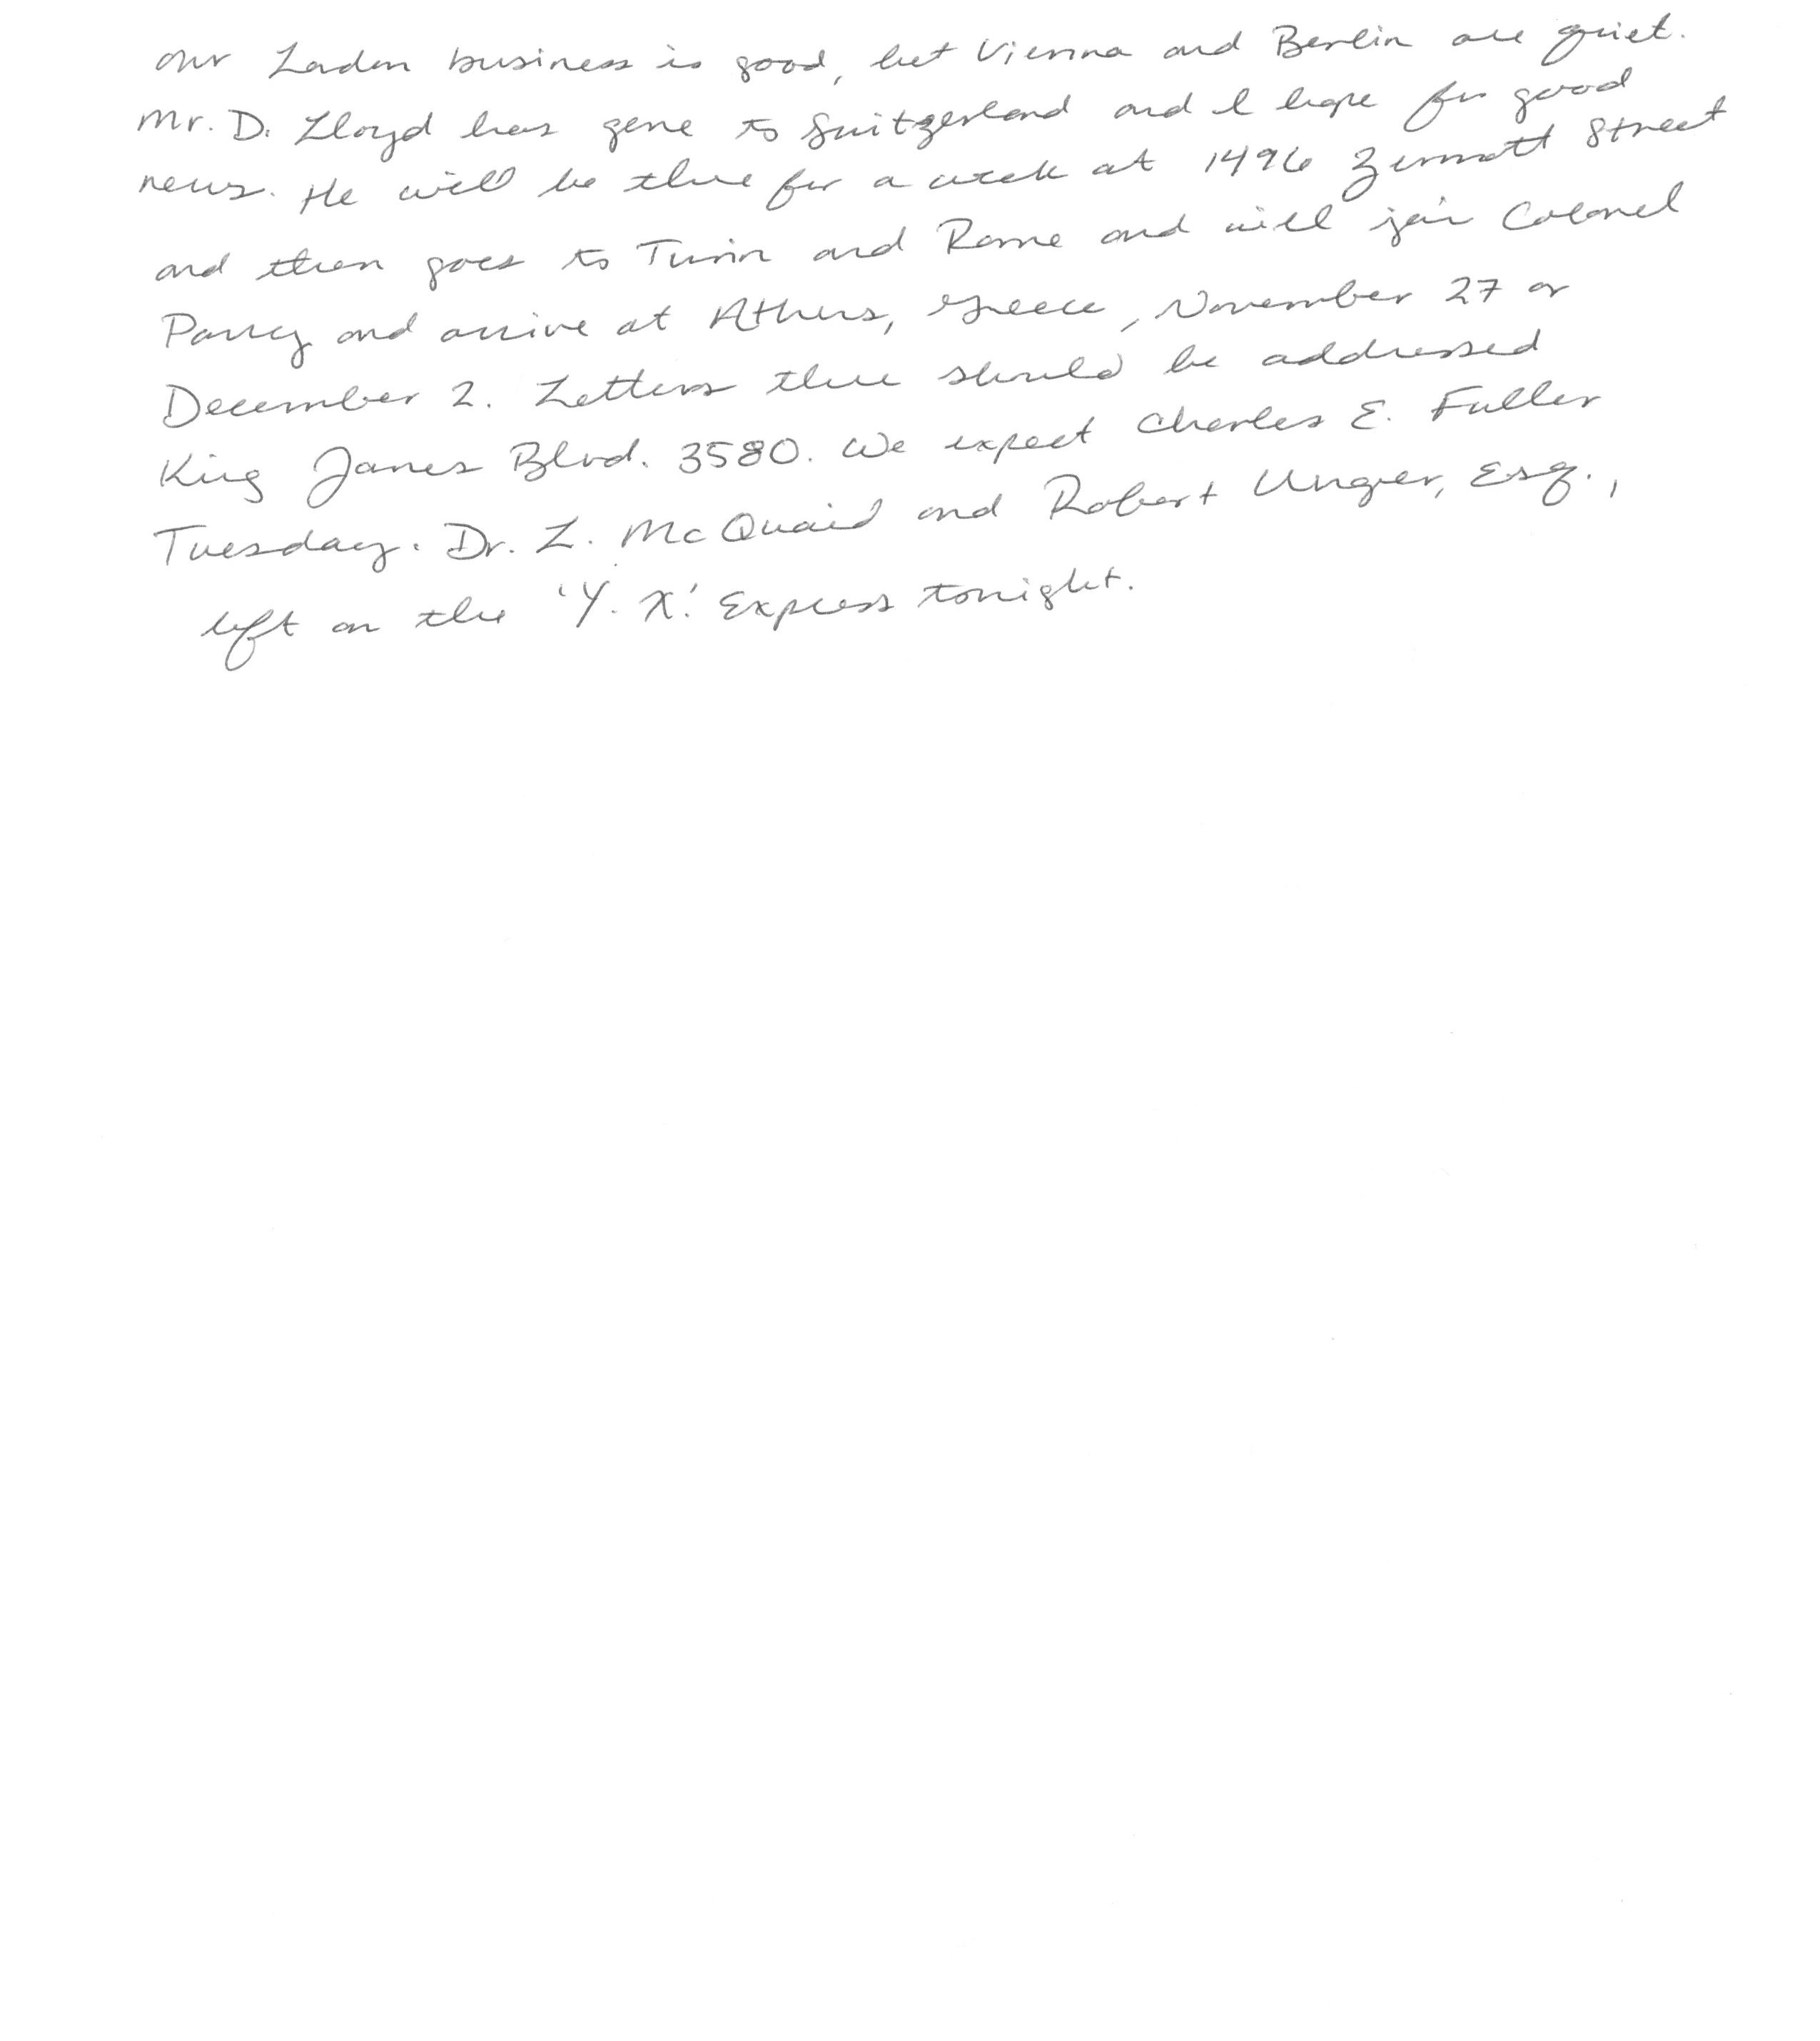 Our London business is good, but Vienna and Berlin are quiet.
Mr. D. Lloyd has gone to Switzerland and I hope for good
news. He will be there for a week at 1496 Zermott Street
and then goes to Turin and Rome and will join Colonel
Parry and arrive at Athens, Greece, November 27 or
December 2. Letters there should be addressed
King James Blvd. 3580. We expect Charles E. Fuller
Tuesday. Dr. L. McQuaid and Robert Unger, Esq.,
left on the 'Y. X.' Express tonight.